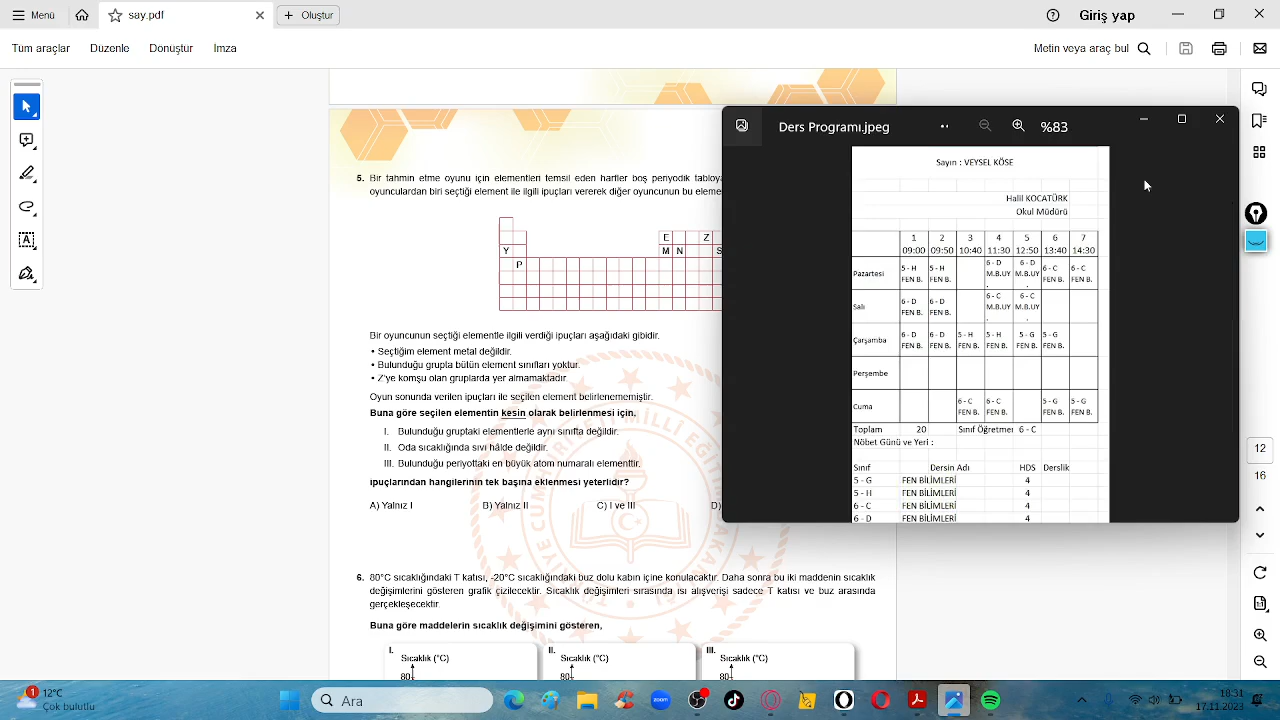 Menü
say.pdf
Oluştur
Giriş yap
Tüm araçlar
Düzenle
Dönüştür
İmza
Metin veya araç bul
5. Bir tahmin etme oyunu için elementleri temsil eden harfler boş periyodik tabloya
oyunculardan biri seçtiği element ile ilgili ipuçları vererek diğer oyuncunun bu eleme
E Z
Y M N S
P
Bir oyuncunun seçtiği elementle ilgili verdiği ipuçları aşağıdaki gibidir.
• Seçtiğim element metal değildir.
• Bulunduğu grupta bütün element sınıfları yoktur.
• Z'ye komşu olan gruplarda yer almamaktadır.
Oyun sonunda verilen ipuçları ile seçilen element belirlenememiştir.
Buna göre seçilen elementin kesin olarak belirlenmesi için,
I. Bulunduğu gruptaki elementlerle aynı sınıfta değildir.
II. Oda sıcaklığında sıvı hâlde değildir.
III. Bulunduğu periyottaki en büyük atom numaralı elementtir.
ipuçlarından hangilerinin tek başına eklenmesi yeterlidir?
A) Yalnız I B) Yalnız II C) I ve III D)
6. 80°C sıcaklığındaki T katısı, -20°C sıcaklığındaki buz dolu kabın içine konulacaktır. Daha sonra bu iki maddenin sıcaklık
değişimlerini gösteren grafik çizilecektir. Sıcaklık değişimleri sırasında ısı alışverişi sadece T katısı ve buz arasında
gerçekleşecektir.
Buna göre maddelerin sıcaklık değişimini gösteren,
I. II. III.
Sıcaklık (°C) Sıcaklık (°C) Sıcaklık (°C)
80 80 80
Ders Programı.jpeg
%83
Sayın : VEYSEL KÖSE
Halil KOCATÜRK
Okul Müdürü
1 2 3 4 5 6 7
09:00 09:50 10:40 11:30 12:50 13:40 14:30
Pazartesi
5 - H 5 - H 6 - D 6 - D 6 - C 6 - C
FEN B. FEN B. M.B.UY. M.B.UY. FEN B. FEN B.
Salı
6 - D 6 - D 6 - C 6 - C
FEN B. FEN B. M.B.UY. M.B.UY.
Çarşamba
6 - D 6 - D 5 - H 5 - H 5 - G 5 - G
FEN B. FEN B. FEN B. FEN B. FEN B. FEN B.
Perşembe
Cuma
6 - C 6 - C 5 - G 5 - G
FEN B. FEN B. FEN B. FEN B.
Toplam 20 Sınıf Öğretmer 6 - C
Nöbet Günü ve Yeri :
Sınıf Dersin Adı HDS Derslik
5 - G FEN BİLİMLERİ 4
5 - H FEN BİLİMLERİ 4
6 - C FEN BİLİMLERİ 4
6 - D FEN BİLİMLERİ 4
12
16
1
12°C
Çok bulutlu
Ara
zoom
18:31
17.11.2023